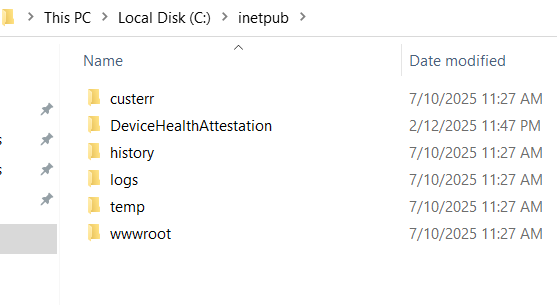 This PC > Local Disk (C:) > inetpub >
Name Date modified
custerr 7/10/2025 11:27 AM
DeviceHealthAttestation 2/12/2025 11:47 PM
history 7/10/2025 11:27 AM
logs 7/10/2025 11:27 AM
temp 7/10/2025 11:27 AM
wwwroot 7/10/2025 11:27 AM